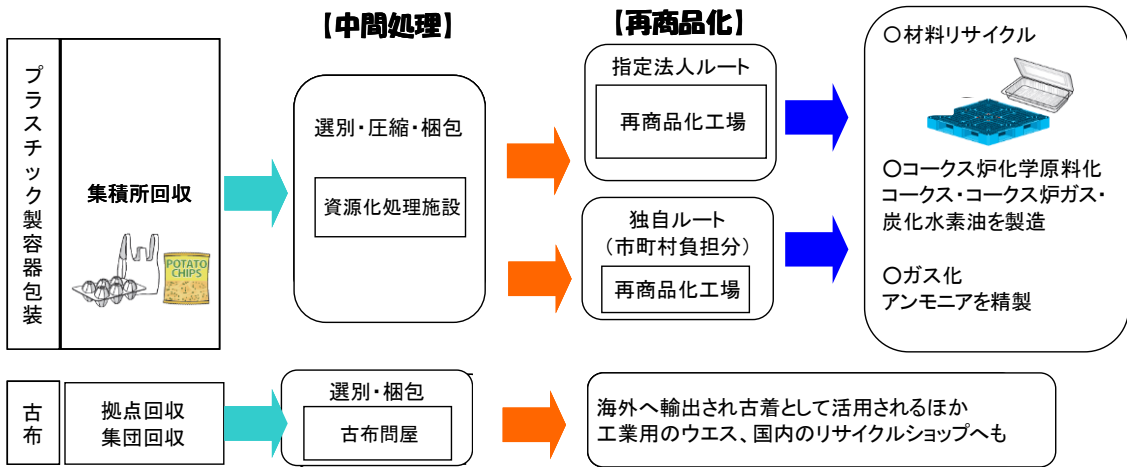 【中間処理】
【再商品化】
プラスチック製容器包装
集積所回収
POTATO
CHIPS
選別・圧縮・梱包
資源化処理施設
指定法人ルート
再商品化工場
独自ルート
（市町村負担分）
再商品化工場
○材料リサイクル
○コークス炉化学原料化
コークス・コークス炉ガス・
炭化水素油を製造
○ガス化
アンモニアを精製
古布
拠点回収
集団回収
選別・梱包
古布問屋
海外へ輸出され古着として活用されるほか
工業用のウエス、国内のリサイクルショップへも